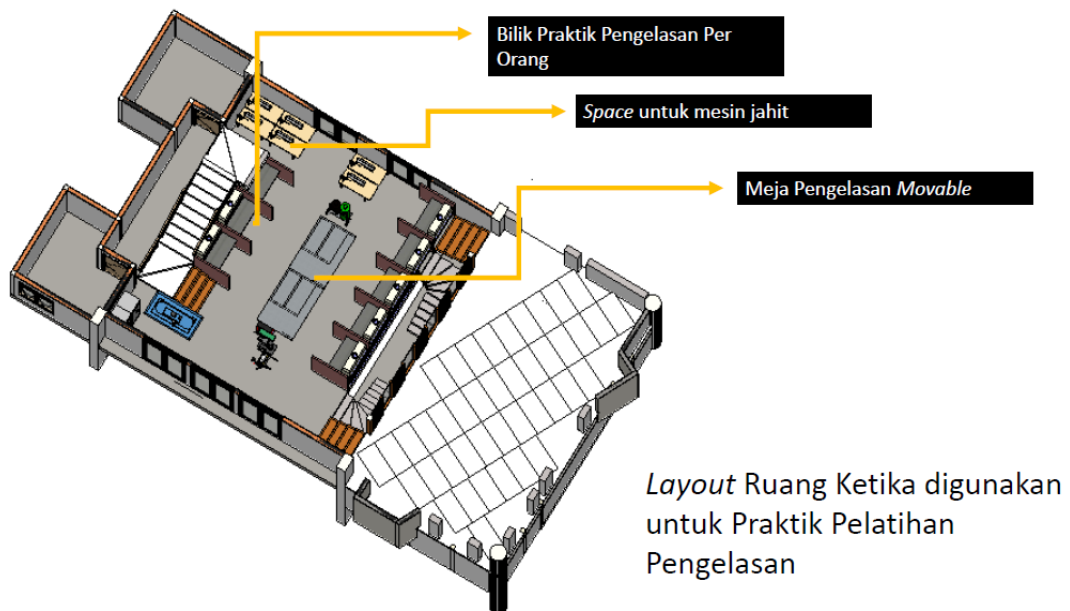 Bilik Praktik Pengelasan Per
Orang
Space untuk mesin jahit
Meja Pengelasan Movable
Layout Ruang Ketika digunakan
untuk Praktik Pelatihan
Pengelasan